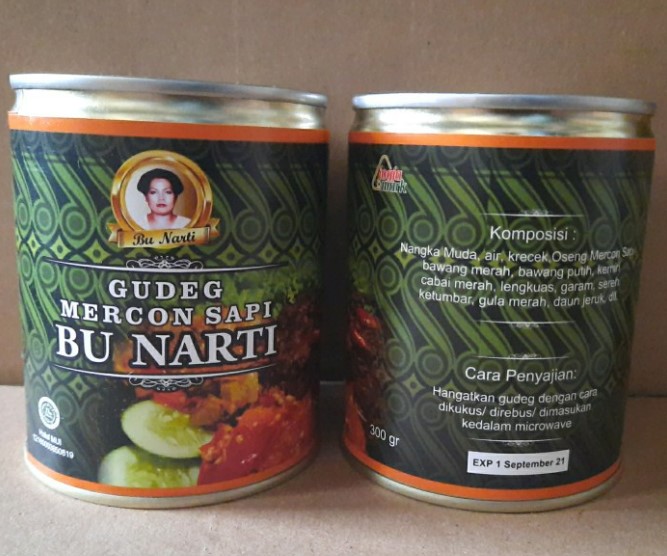 Bu Narti
GUDEG
MERCON SAPI
BU NARTI
Halal MUI
Komposisi :
Nangka Muda, air, krecek, Oseng Mercon Sapi,
bawang merah, bawang putih, kemiri,
cabai merah, lengkuas, garam, sereh
ketumbar, gula merah, daun jeruk, dll
Cara Penyajian:
Hangatkan gudeg dengan cara
dikukus/ direbus/ dimasukan
kedalam microwave
300 gr
EXP 1 September 21